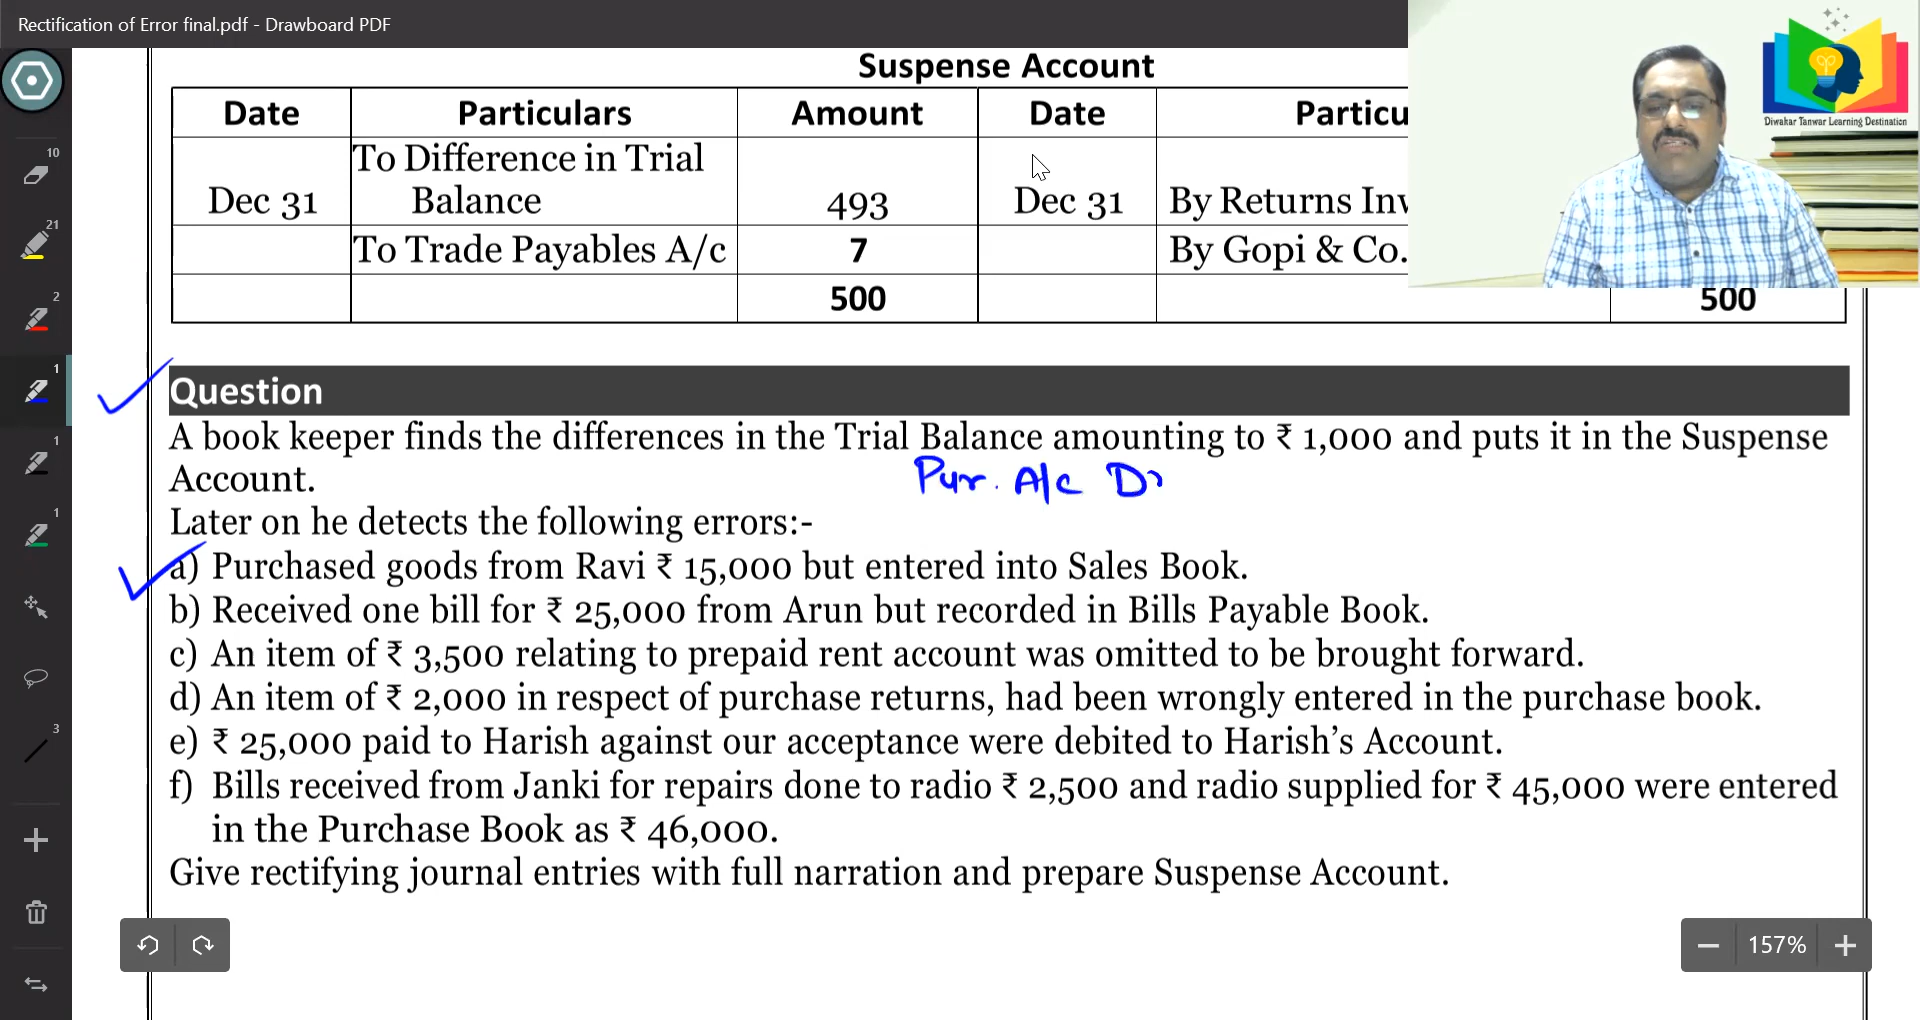 Rectification of Error final.pdf - Drawboard PDF
Diwakar Tanwar Learning Destination
Suspense Account
Date Particulars Amount Date
To Difference in Trial
Dec 31 Balance 493 Dec 31 By Returns
To Trade Payables A/c 7 By Gopi & Co.
500 500
Question
A book keeper finds the differences in the Trial Balance amounting to ₹ 1,000 and puts it in the Suspense
Account.
Pur. A/c Dr
Later on he detects the following errors:-
a) Purchased goods from Ravi ₹ 15,000 but entered into Sales Book.
b) Received one bill for ₹ 25,000 from Arun but recorded in Bills Payable Book.
c) An item of ₹ 3,500 relating to prepaid rent account was omitted to be brought forward.
d) An item of ₹ 2,000 in respect of purchase returns, had been wrongly entered in the purchase book.
e) ₹ 25,000 paid to Harish against our acceptance were debited to Harish’s Account.
f) Bills received from Janki for repairs done to radio ₹ 2,500 and radio supplied for ₹ 45,000 were entered
in the Purchase Book as ₹ 46,000.
Give rectifying journal entries with full narration and prepare Suspense Account.
10
21
2
1
1
1
3
157%